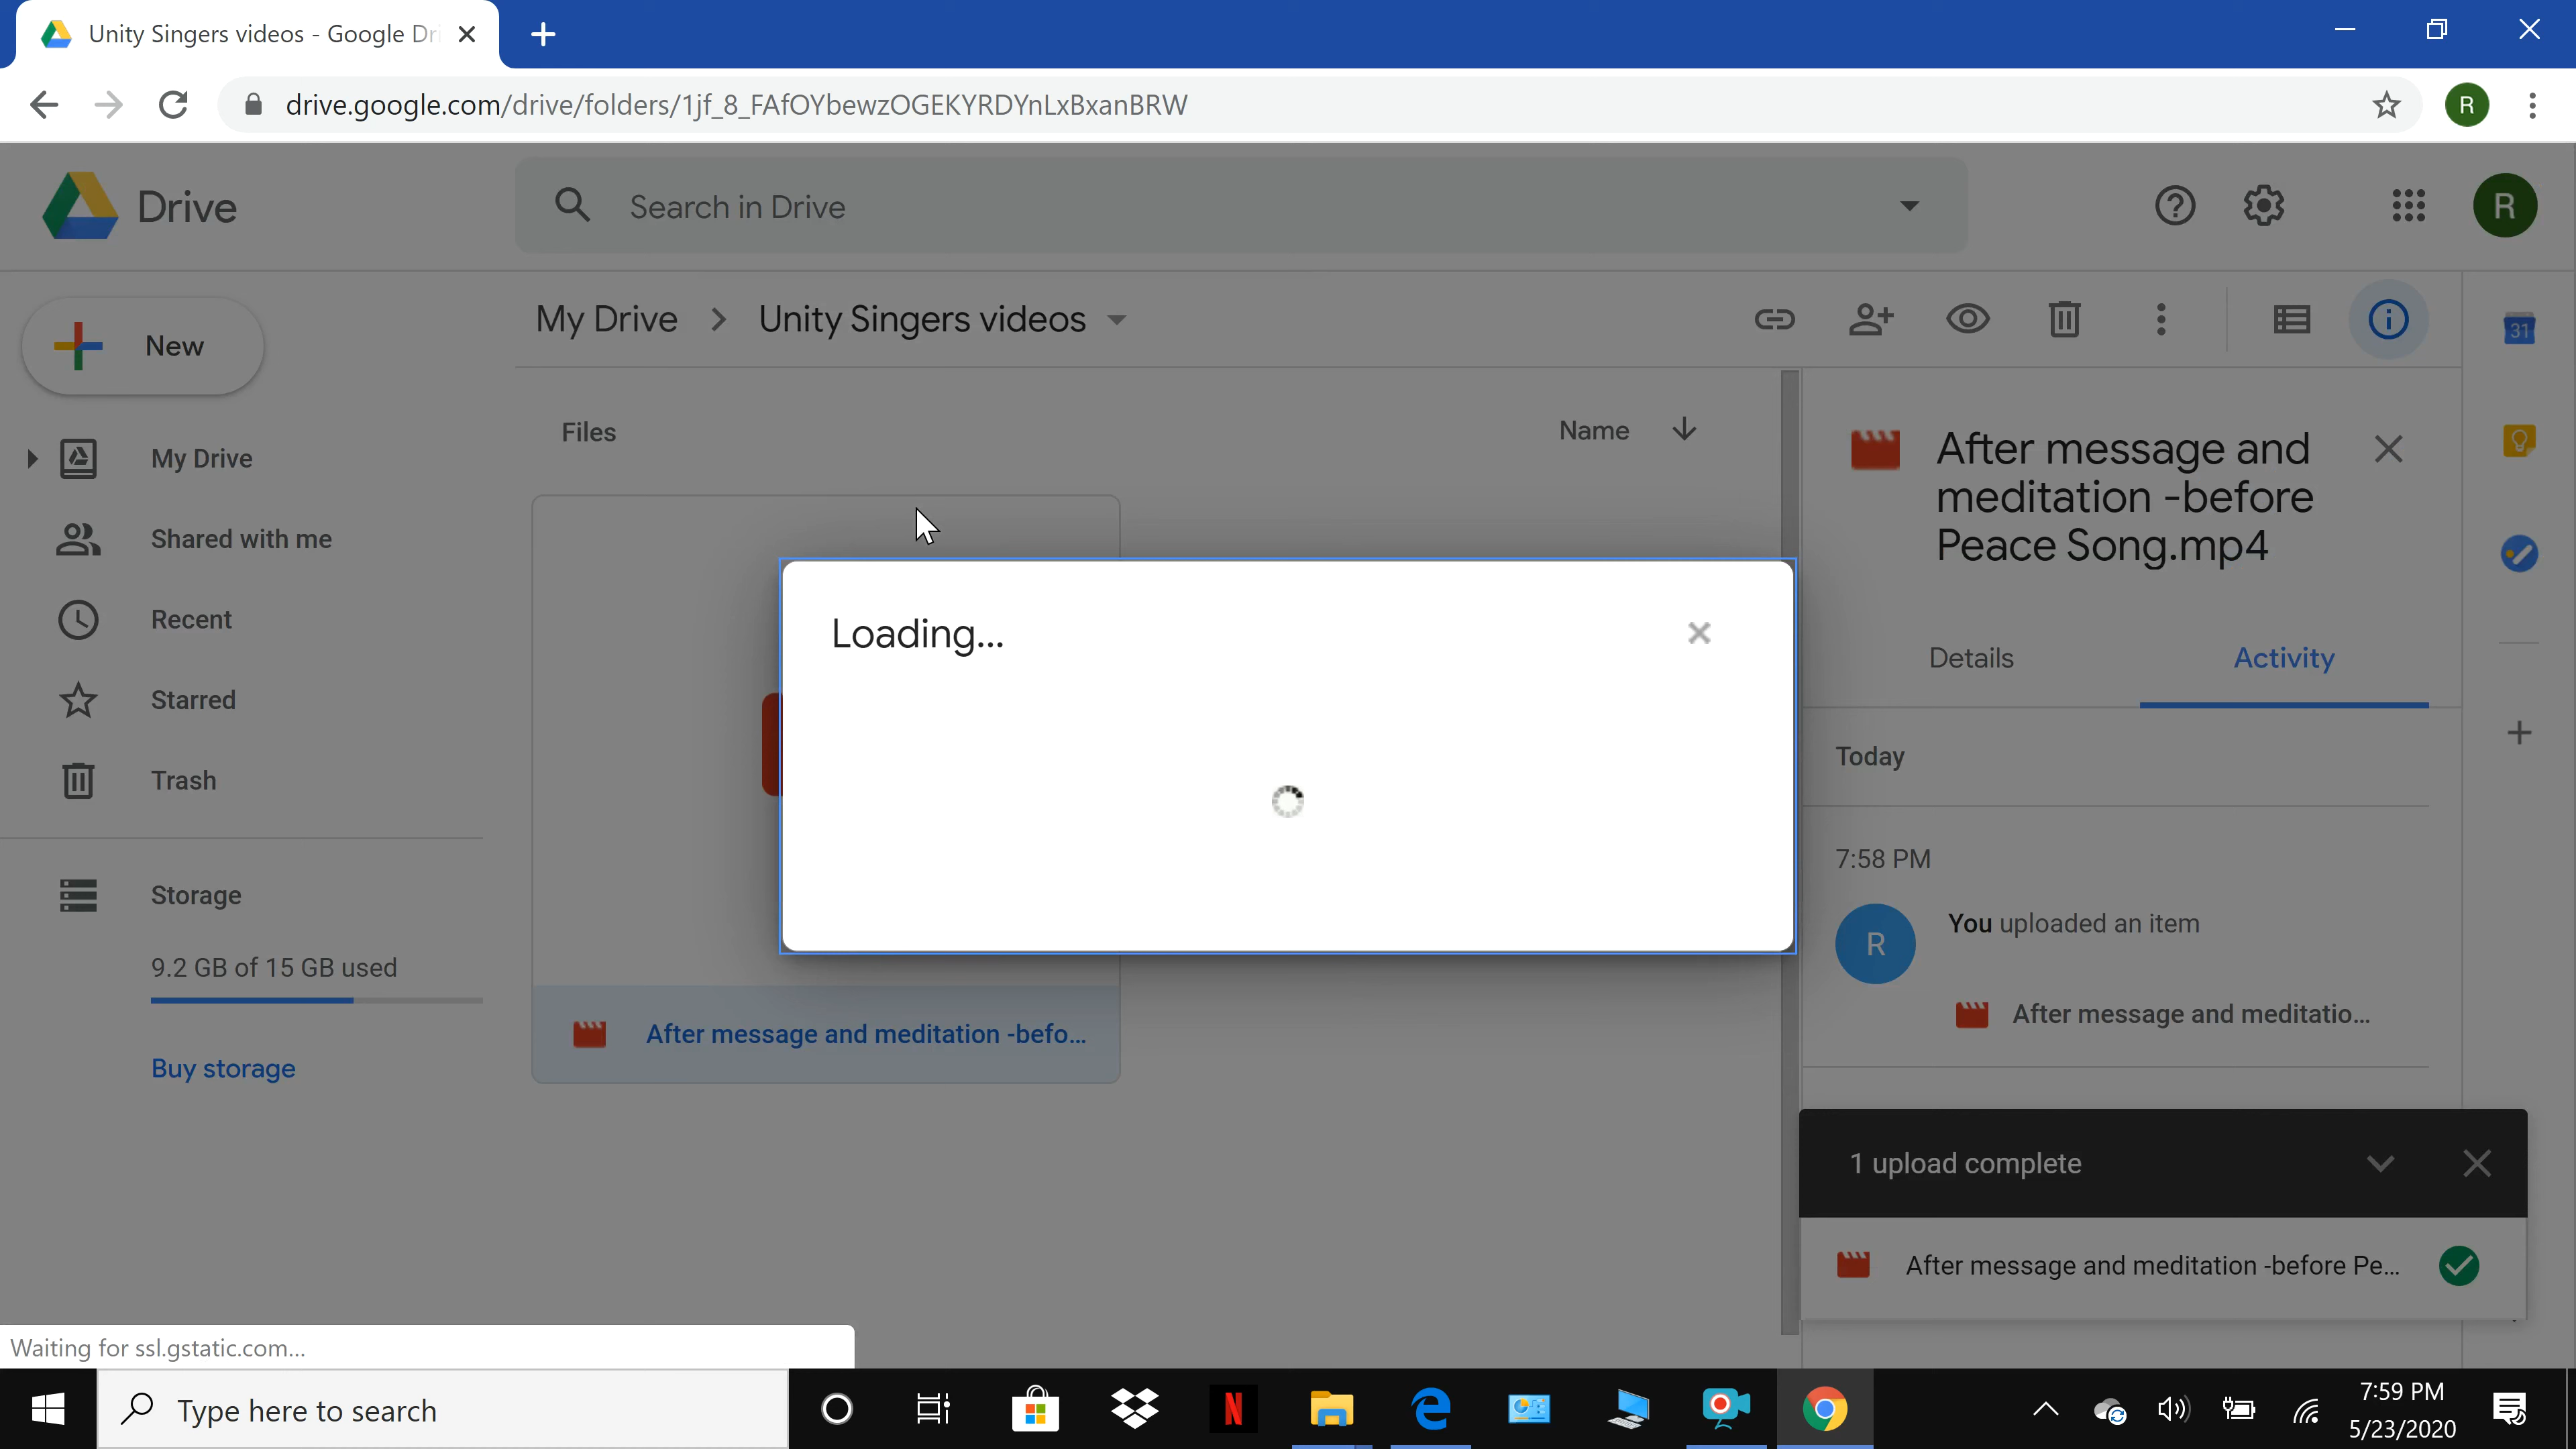 Unity Singers videos - Google Dri
drive.google.com/drive/folders/1jf_8_FAfOYbewzOGEKYRDYnLxBxanBRW
R
Drive
Search in Drive
R
New
My Drive
Unity Singers videos
31
My Drive
Shared with me
Recent
Starred
Trash
Storage
9.2 GB of 15 GB used
Buy storage
Files
Name
Loading...
After message and meditation -befo...
After message and
meditation -before
Peace Song.mp4
Details
Activity
Today
7:58 PM
R
You uploaded an item
After message and meditatio...
1 upload complete
After message and meditation -before Pe...
Waiting for ssl.gstatic.com...
Type here to search
N
7:59 PM
5/23/2020